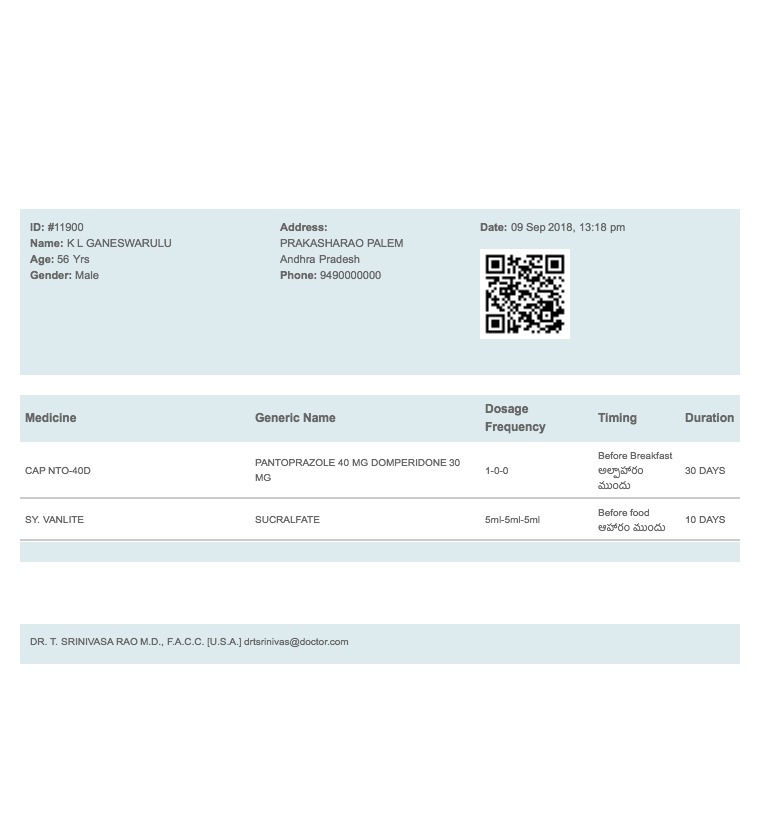 ID: #11900
Name: K L GANESWARULU
Age: 56 Yrs
Gender: Male
Address:
PRAKASHARAO PALEM
Andhra Pradesh
Phone: 9490000000
Date: 09 Sep 2018, 13:18 pm
Medicine Generic Name Dosage Frequency Timing Duration
CAP NTO-40D
PANTOPRAZOLE 40 MG DOMPERIDONE 30
MG
1-0-0
Before Breakfast
అల్పాహారం
ముందు
30 DAYS
SY. VANLITE
SUCRALFATE
5ml-5ml-5ml
Before food
ఆహారం ముందు
10 DAYS
DR. T. SRINIVASA RAO M.D., F.A.C.C. [U.S.A.] drtsrinivas@doctor.com